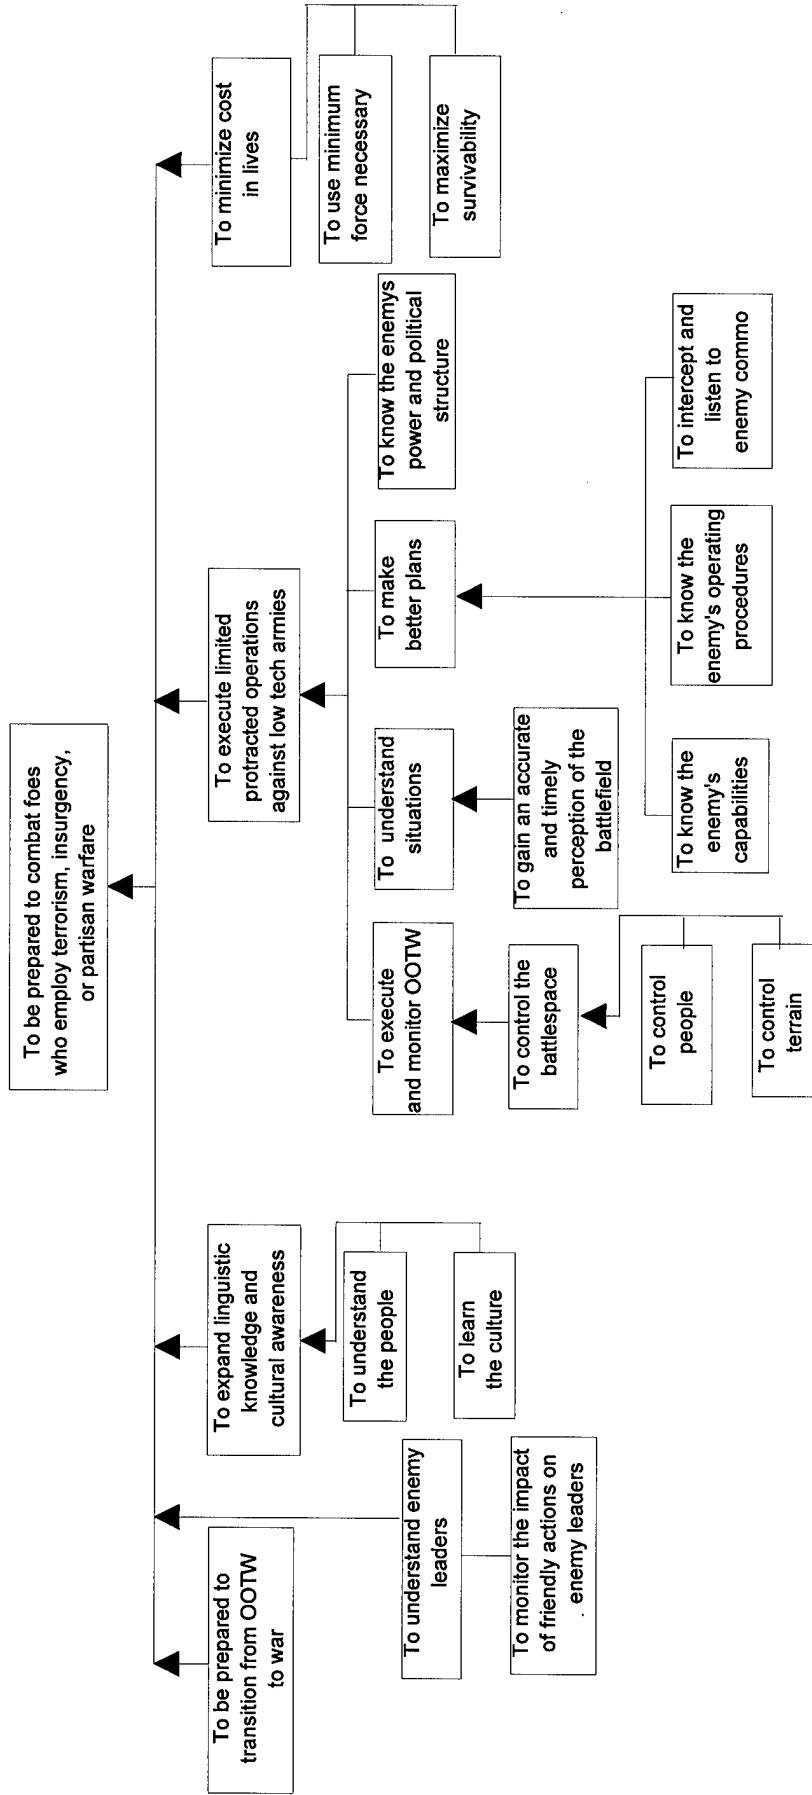 To be prepared to combat foes
who employ terrorism, insurgency,
or partisan warfare
To be prepared to
transition from OOTW
to war
To understand enemy
leaders
To monitor the impact
of friendly actions on
enemy leaders
To expand linguistic
knowledge and
cultural awareness
To understand
the people
To learn
the culture
To execute limited
protracted operations
against low tech armies
To execute
and monitor OOTW
To control the
battlespace
To control
people
To control
terrain
To understand
situations
To gain an accurate
and timely
perception of the
battlefield
To make
better plans
To know the
enemy's
capabilities
To know the
enemy's operating
procedures
To intercept and
listen to
enemy commo
To know the enemys
power and political
structure
To minimize cost
in lives
To use minimum
force necessary
To maximize
survivability